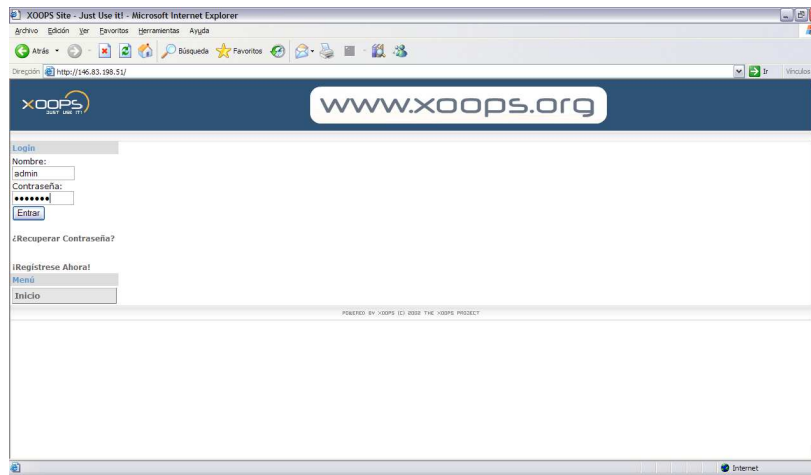 XOOPS Site - Just Use it! - Microsoft Internet Explorer
Archivo Edición Ver Favoritos Herramientas Ayuda
Atrás Búsqueda Favoritos
Dirección http://146.83.198.51/ Ir Vínculos
XOOPS
JUST USE IT!
www.xoops.org
Login
Nombre:
admin
Contraseña:
•••••••
Entrar
¿Recuperar Contraseña?
¡Regístrese Ahora!
Menú
Inicio
POWERED BY XOOPS (C) 2002 THE XOOPS PROJECT
Internet